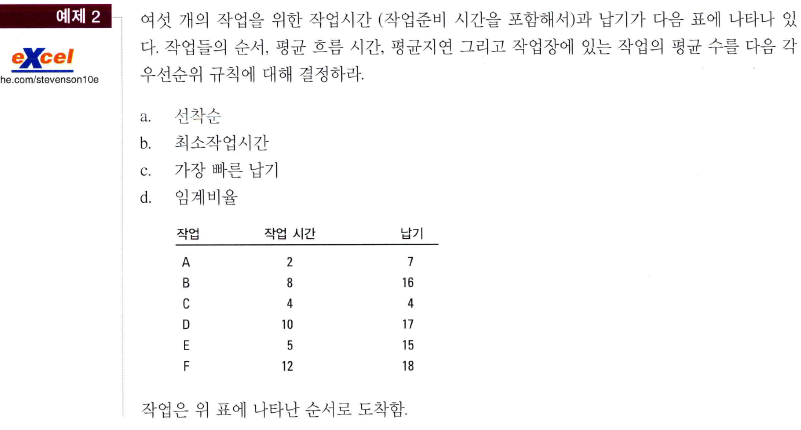 예제 2
eXcel
he.com/stevenson10e
여섯 개의 작업을 위한 작업시간 (작업준비 시간을 포함해서)과 납기가 다음 표에 나타나 있
다. 작업들의 순서, 평균 흐름 시간, 평균지연 그리고 작업장에 있는 작업의 평균 수를 다음 각
우선순위 규칙에 대해 결정하라.
a. 선착순
b. 최소작업시간
c. 가장 빠른 납기
d. 임계비율
작업 작업 시간 납기
A 2 7
B 8 16
C 4 4
D 10 17
E 5 15
F 12 18
작업은 위 표에 나타난 순서로 도착함.